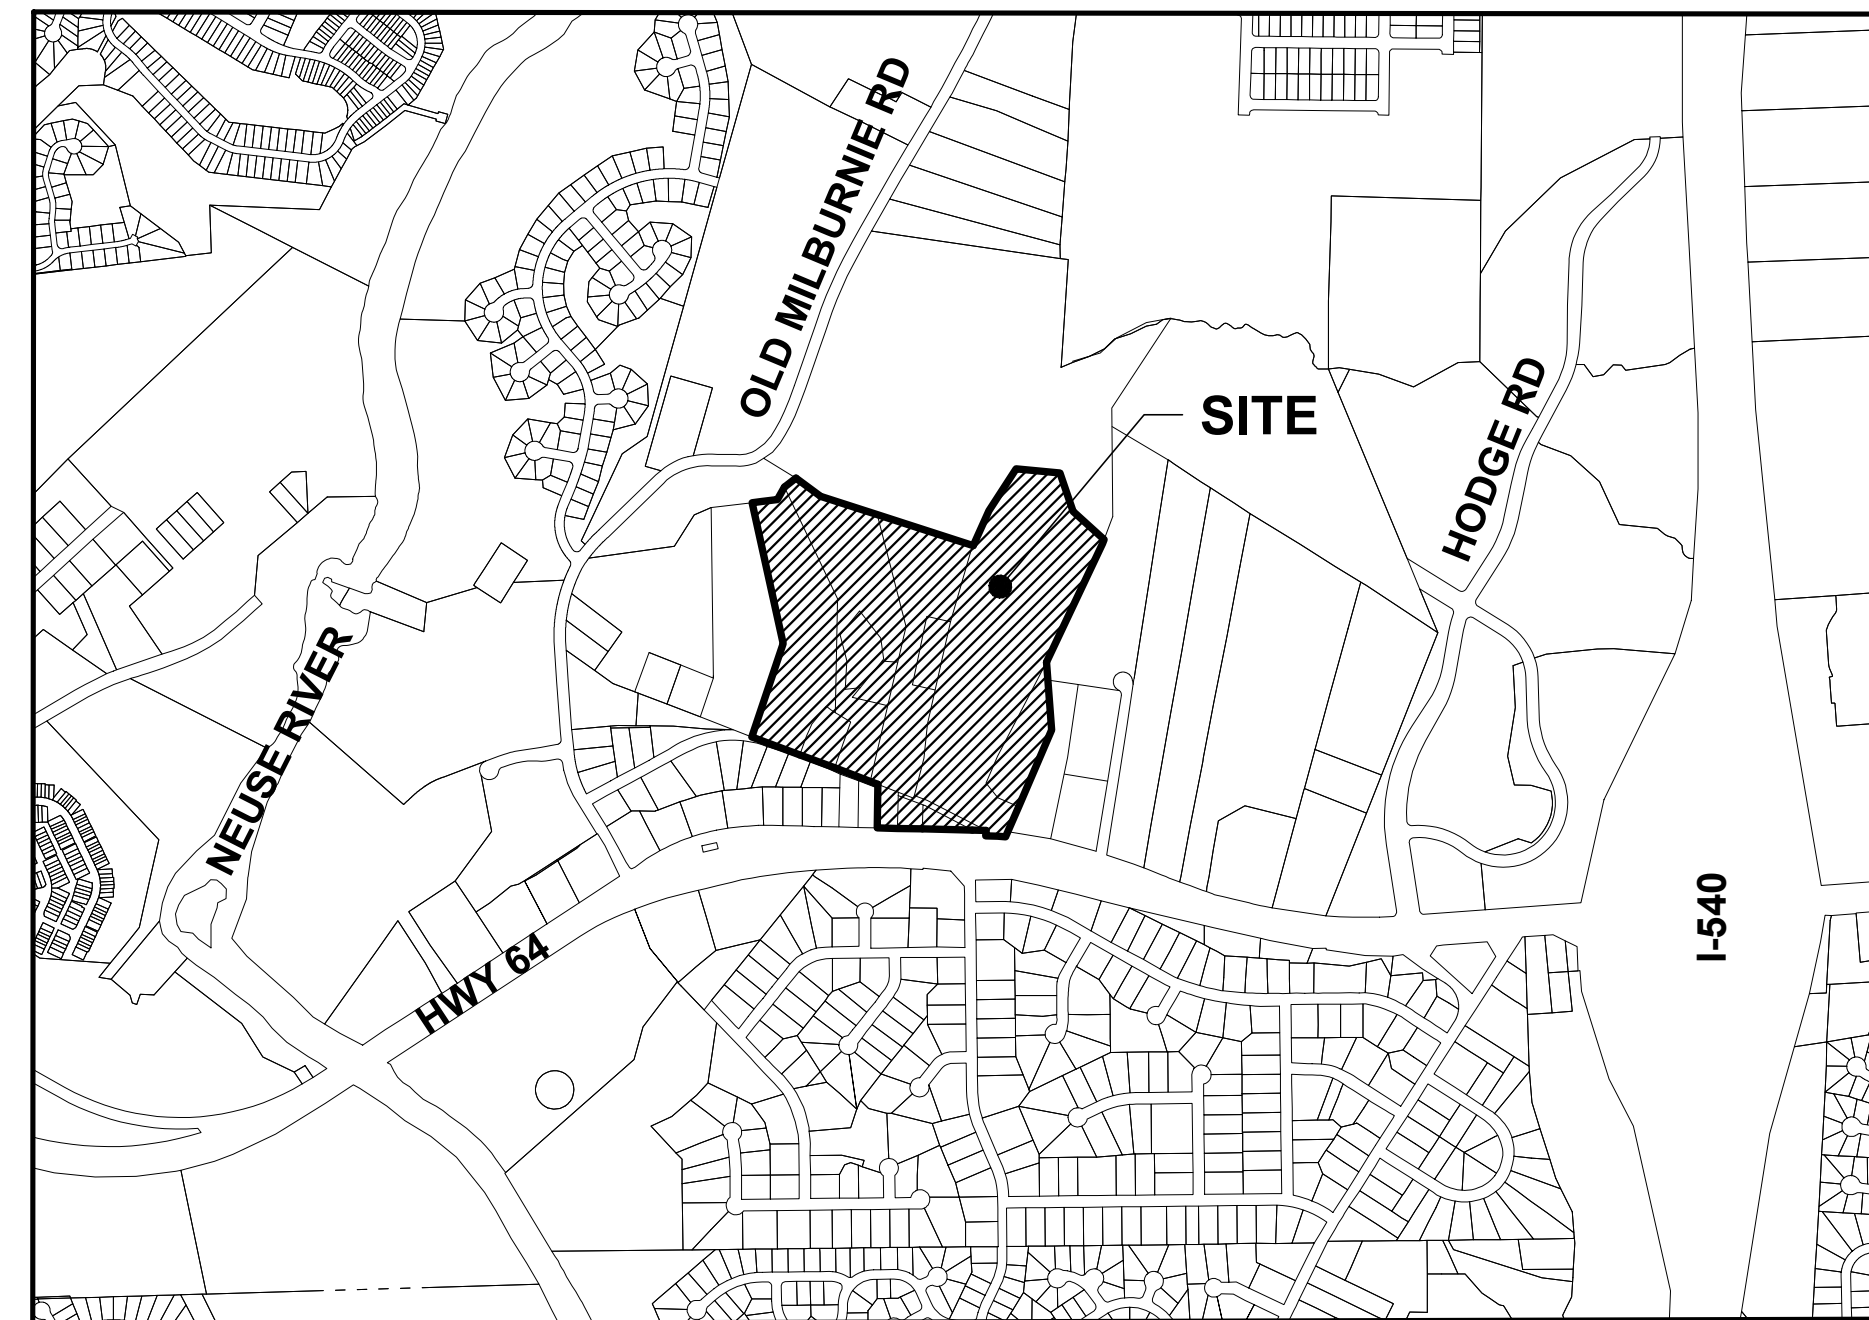 OLD MILBURNIE RD
SITE
HODGE RD
NEUSE RIVER
HWY 64
I-540